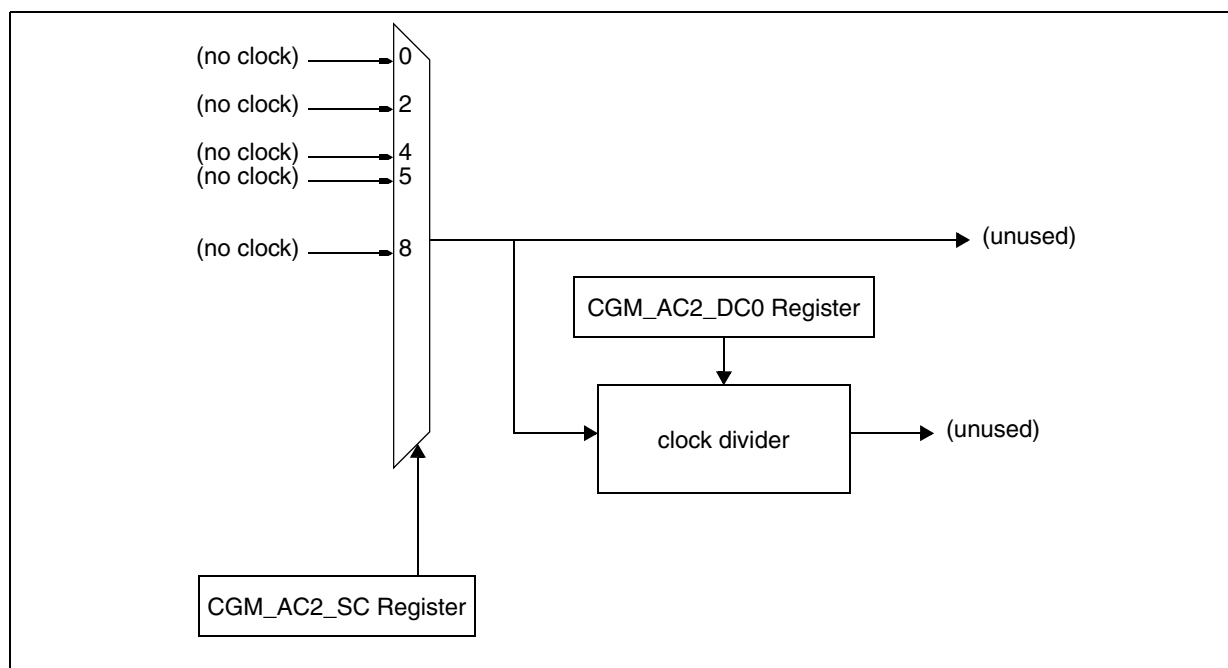 (no clock) 0
(no clock) 2
(no clock) 4
(no clock) 5
(no clock) 8
(unused)
CGM_AC2_DC0 Register
clock divider
(unused)
CGM_AC2_SC Register